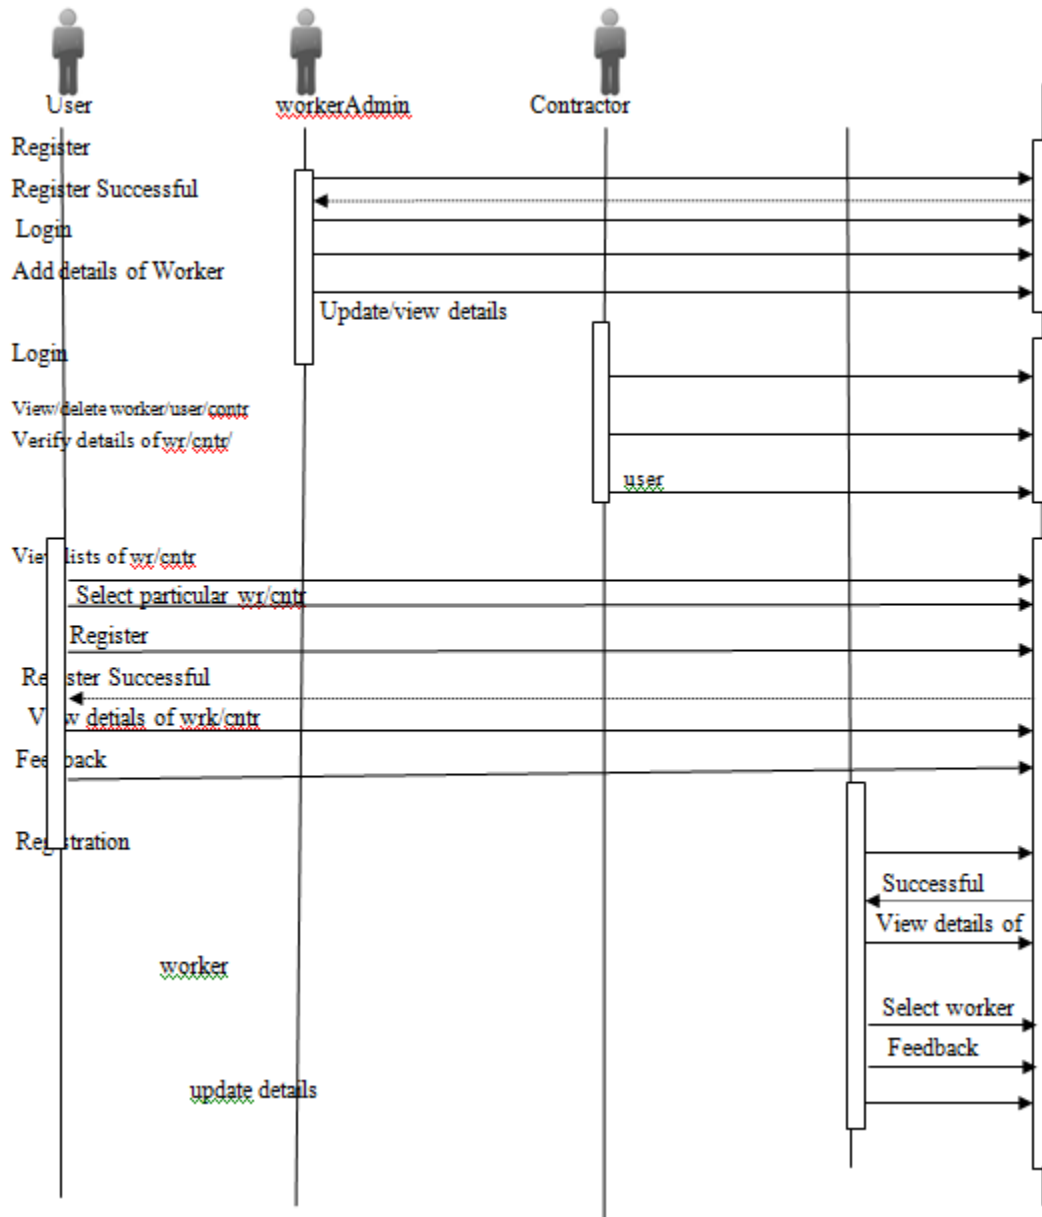 User workerAdmin Contractor
Register
Register Successful
Login
Add details of Worker
Update/view details
Login
View/delete worker/user/contr
Verify details of wr/cntr/
user
View lists of wr/cntr
Select particular wr/cntr
Register
Register Successful
View detials of wrk/cntr
Feedback
Registration
Successful
View details of
worker
Select worker
Feedback
update details